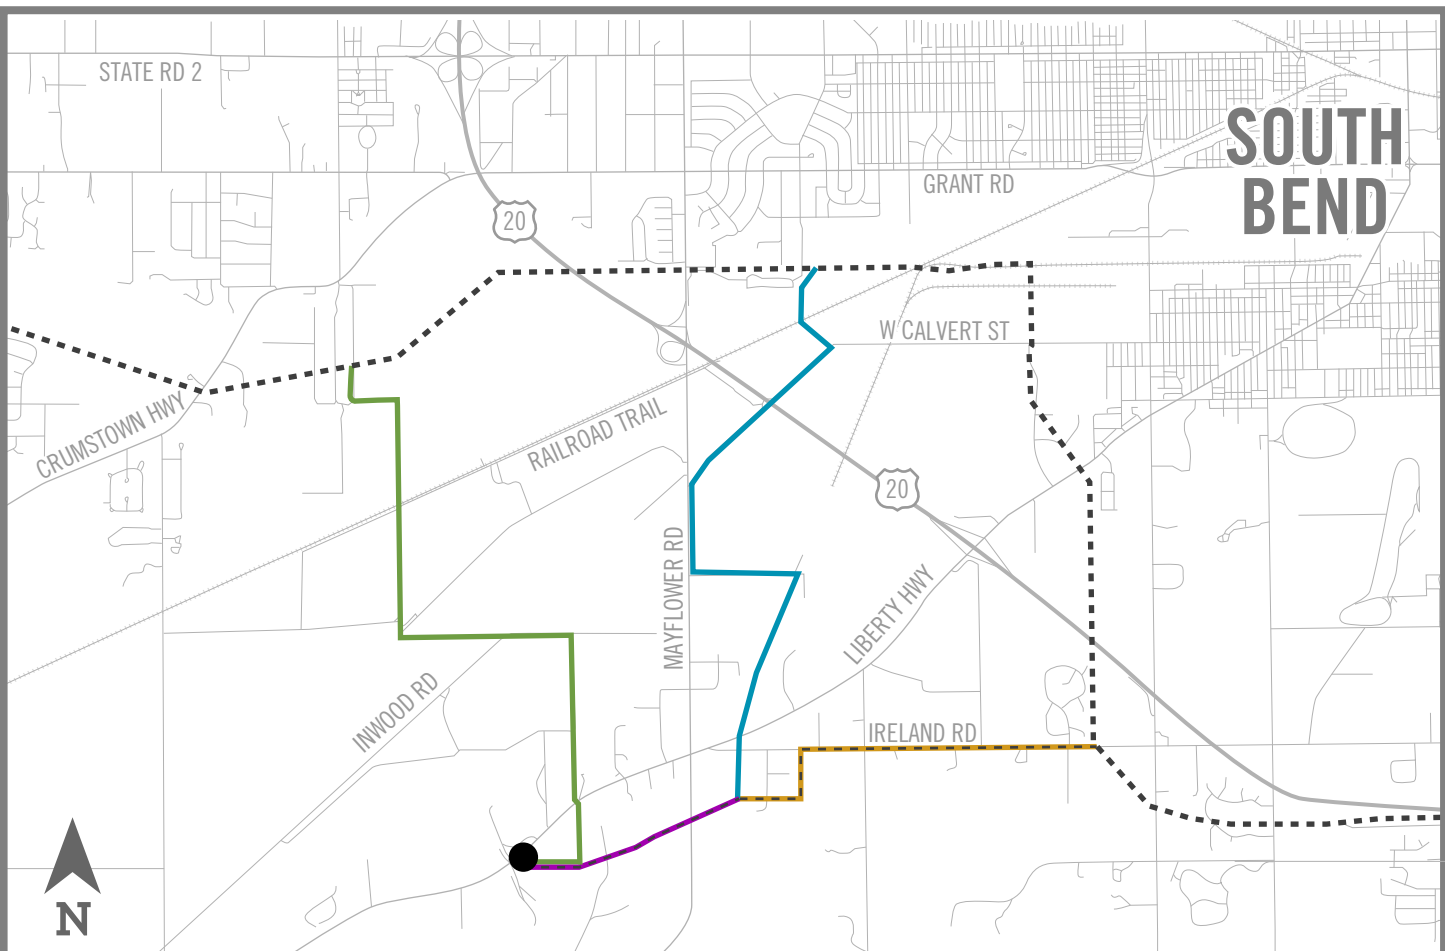 STATE RD 2
SOUTH
BEND
GRANT RD
20
W CALVERT ST
CRUMSTOWN HWY
RAILROAD TRAIL
20
MAYFLOWER RD
LIBERTY HWY
INWOOD RD
IRELAND RD
N